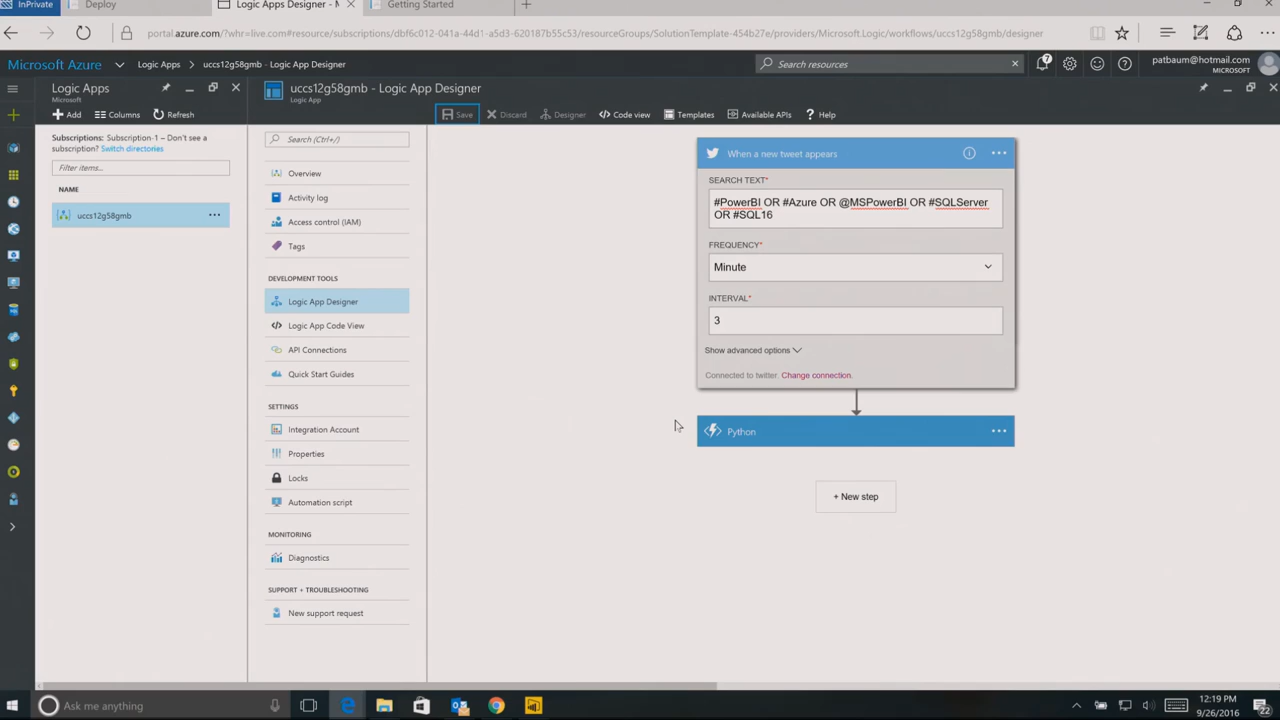 InPrivate
Deploy
Logic Apps Designer - M
Getting Started
portal.azure.com/?whr=live.com#resource/subscriptions/dbf6c012-041a-44d1-a5d3-620187b55c53/resourceGroups/SolutionTemplate-454b27e/providers/Microsoft.Logic/workflows/uccs12g58gmb/designer
Microsoft Azure
Logic Apps > uccs12g58gmb - Logic App Designer
Search resources
7
patbaum@hotmail.com
MICROSOFT
Logic Apps
Microsoft
+ Add
Columns
Refresh
Subscriptions: Subscription-1 – Don't see a
subscription? Switch directories
Filter items...
NAME
uccs12g58gmb
uccs12g58gmb - Logic App Designer
Logic App
Search (Ctrl+/)
Overview
Activity log
Access control (IAM)
Tags
DEVELOPMENT TOOLS
Logic App Designer
Logic App Code View
API Connections
Quick Start Guides
SETTINGS
Integration Account
Properties
Locks
Automation script
MONITORING
Diagnostics
SUPPORT + TROUBLESHOOTING
New support request
Save
Discard
Designer
Code view
Templates
Available APIs
? Help
When a new tweet appears
SEARCH TEXT*
#PowerBI OR #Azure OR @MSPowerBI OR #SQLServer
OR #SQL16
FREQUENCY*
Minute
INTERVAL*
3
Show advanced options
Connected to twitter. Change connection.
Python
+ New step
Ask me anything
12:19 PM
9/26/2016
22